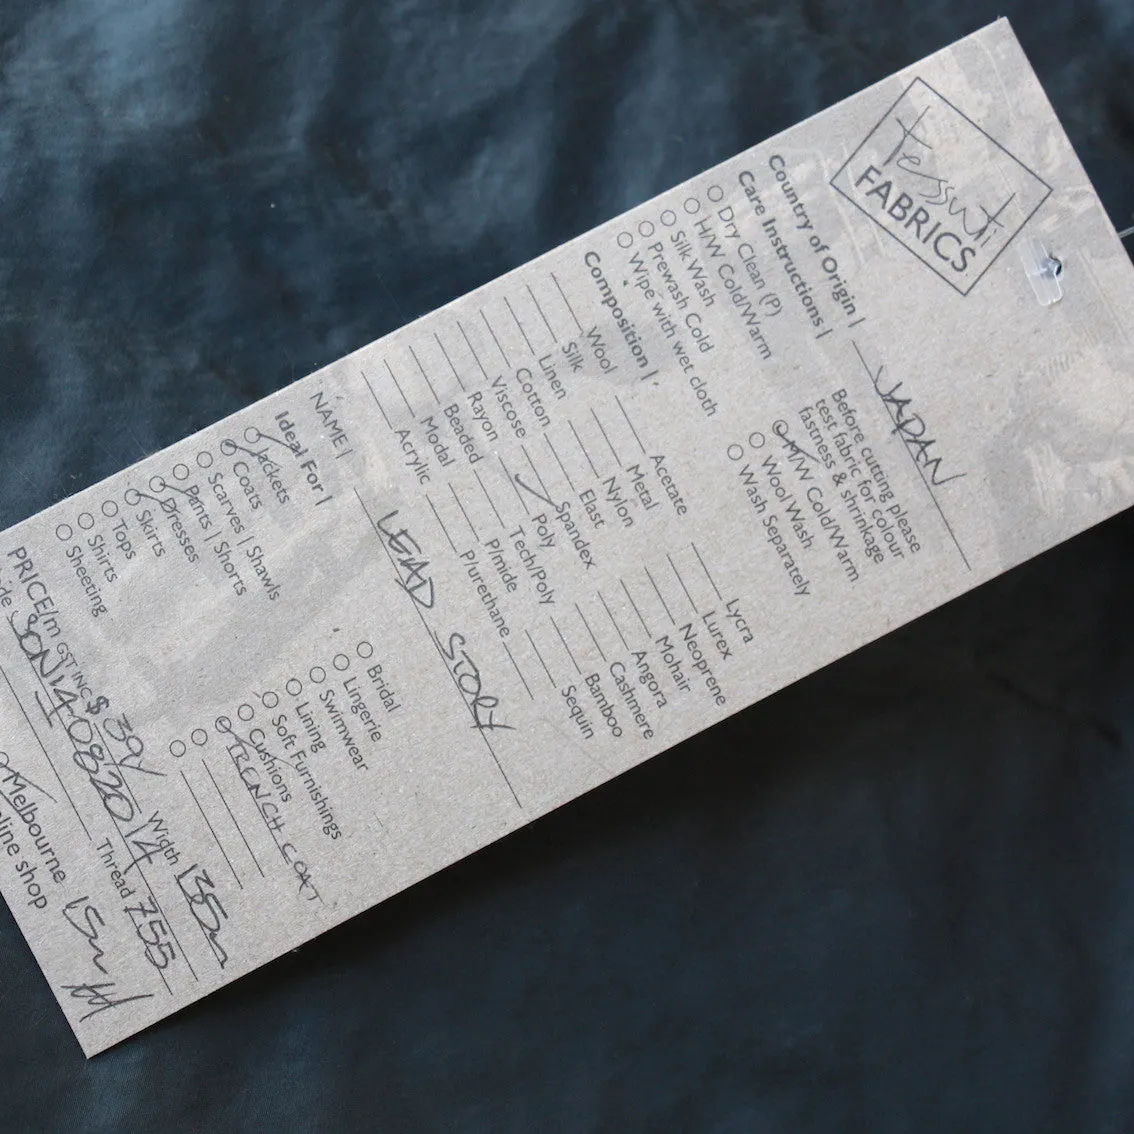 tessuti
FABRICS
Country of Origin | JAPAN
Care Instructions |
Dry Clean (P)
H/W Cold/Warm
Silk Wash
Prewash Cold
Wipe with wet cloth
Before cutting please
test fabric for colour
fastness & shrinkage
M/W Cold/Warm
Wool Wash
Wash Separately
Composition |
Wool
Silk
Linen
Cotton
Viscose
Rayon
Beaded
Modal
Acrylic
Acetate
Metal
Nylon
Elast
Spandex
Poly
Tech/Poly
P/mide
P/urethane
Lycra
Lurex
Neoprene
Mohair
Angora
Cashmere
Bamboo
Sequin
NAME | LEAD STORY
Ideal For |
Jackets
Coats
Scarves | Shawls
Pants | Shorts
Dresses
Skirts
Tops
Shirts
Sheeting
Bridal
Lingerie
Swimwear
Lining
Soft Furnishings
Cushions
TRENCH COAT
PRICE/m GST INC $ 39 Width 135
Thread 755
Melbourne 15m
shop